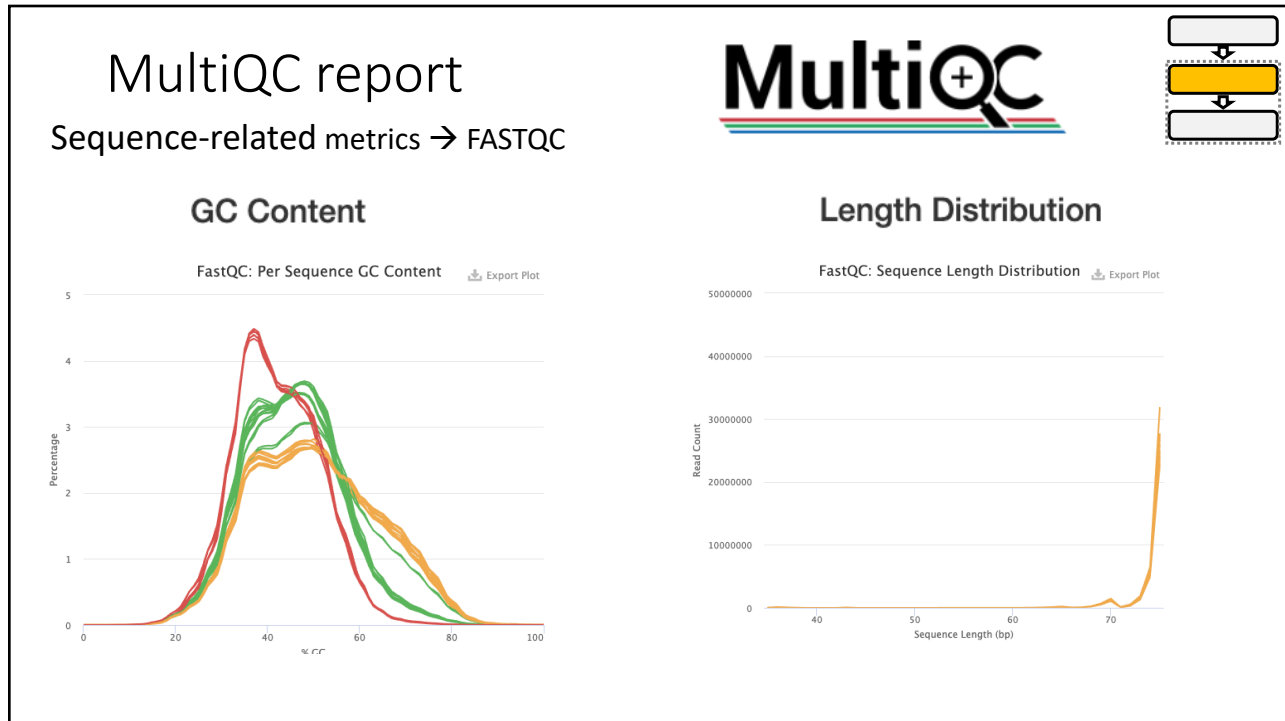 MultiQC report
MultiQC
Sequence-related metrics → FASTQC
GC Content
FastQC: Per Sequence GC Content
Export Plot
5
4
3
2
1
0
Percentage
0 20 40 60 80 100
% GC
Length Distribution
FastQC: Sequence Length Distribution
Export Plot
50000000
40000000
30000000
20000000
10000000
0
Read Count
40 50 60 70
Sequence Length (bp)